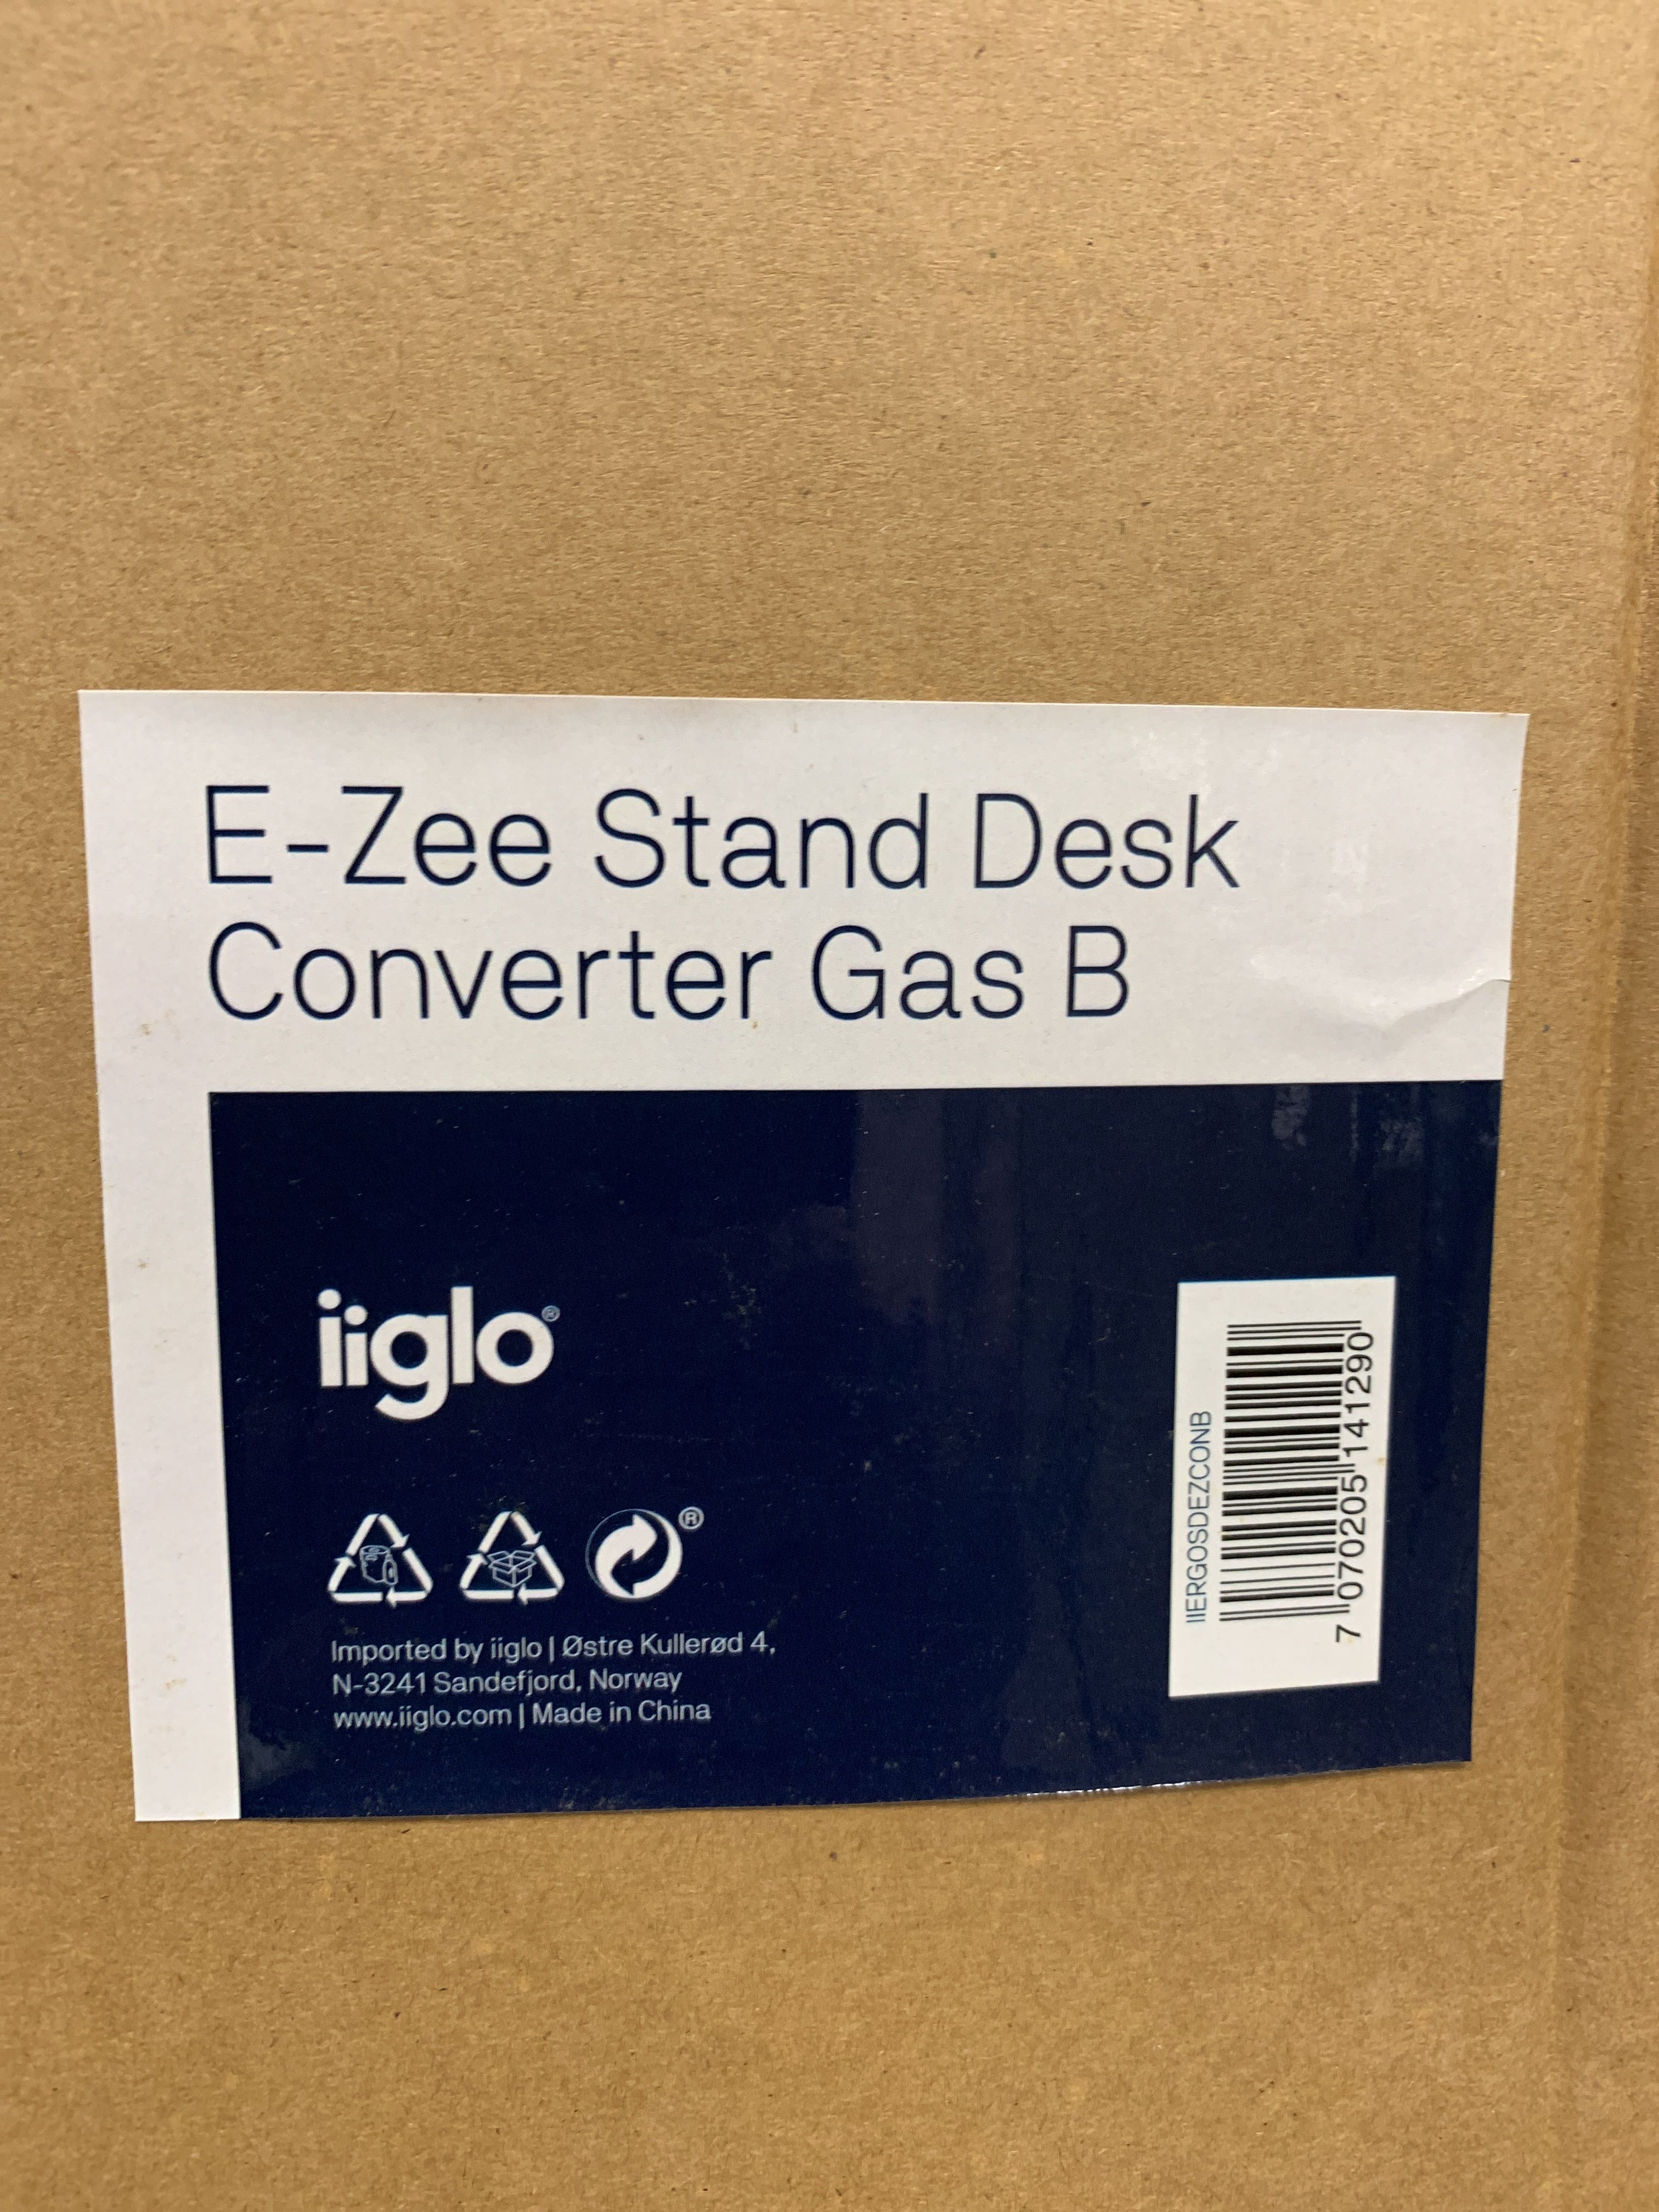 E-Zee Stand Desk
Converter Gas B
iiglo®
®
Imported by iiglo | Østre Kullerød 4,
N-3241 Sandefjord, Norway
www.iiglo.com | Made in China
IIERGOSDEZCONB
7 070205 141290